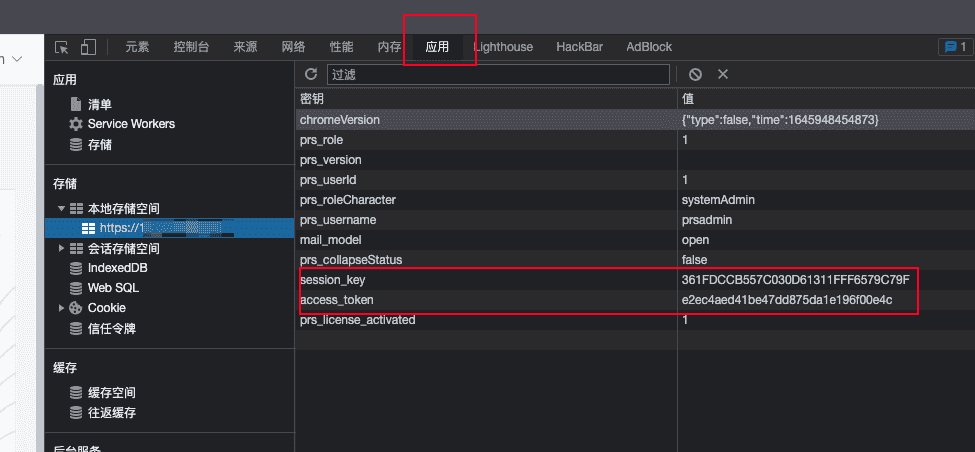 元素 控制台 来源 网络 性能 内存 应用 Lighthouse HackBar AdBlock 1
应用
清单
Service Workers
存储
存储
本地存储空间
https://1
会话存储空间
IndexedDB
Web SQL
Cookie
信任令牌
缓存
缓存空间
往返缓存
后台服务
过滤
密钥 值
chromeVersion {"type":false,"time":1645948454873}
prs_role 1
prs_version
prs_userId 1
prs_roleCharacter systemAdmin
prs_username prsadmin
mail_model open
prs_collapseStatus false
session_key 361FDCCB557C030D61311FFF6579C79F
access_token e2ec4aed41be47dd875da1e196f00e4c
prs_license_activated 1